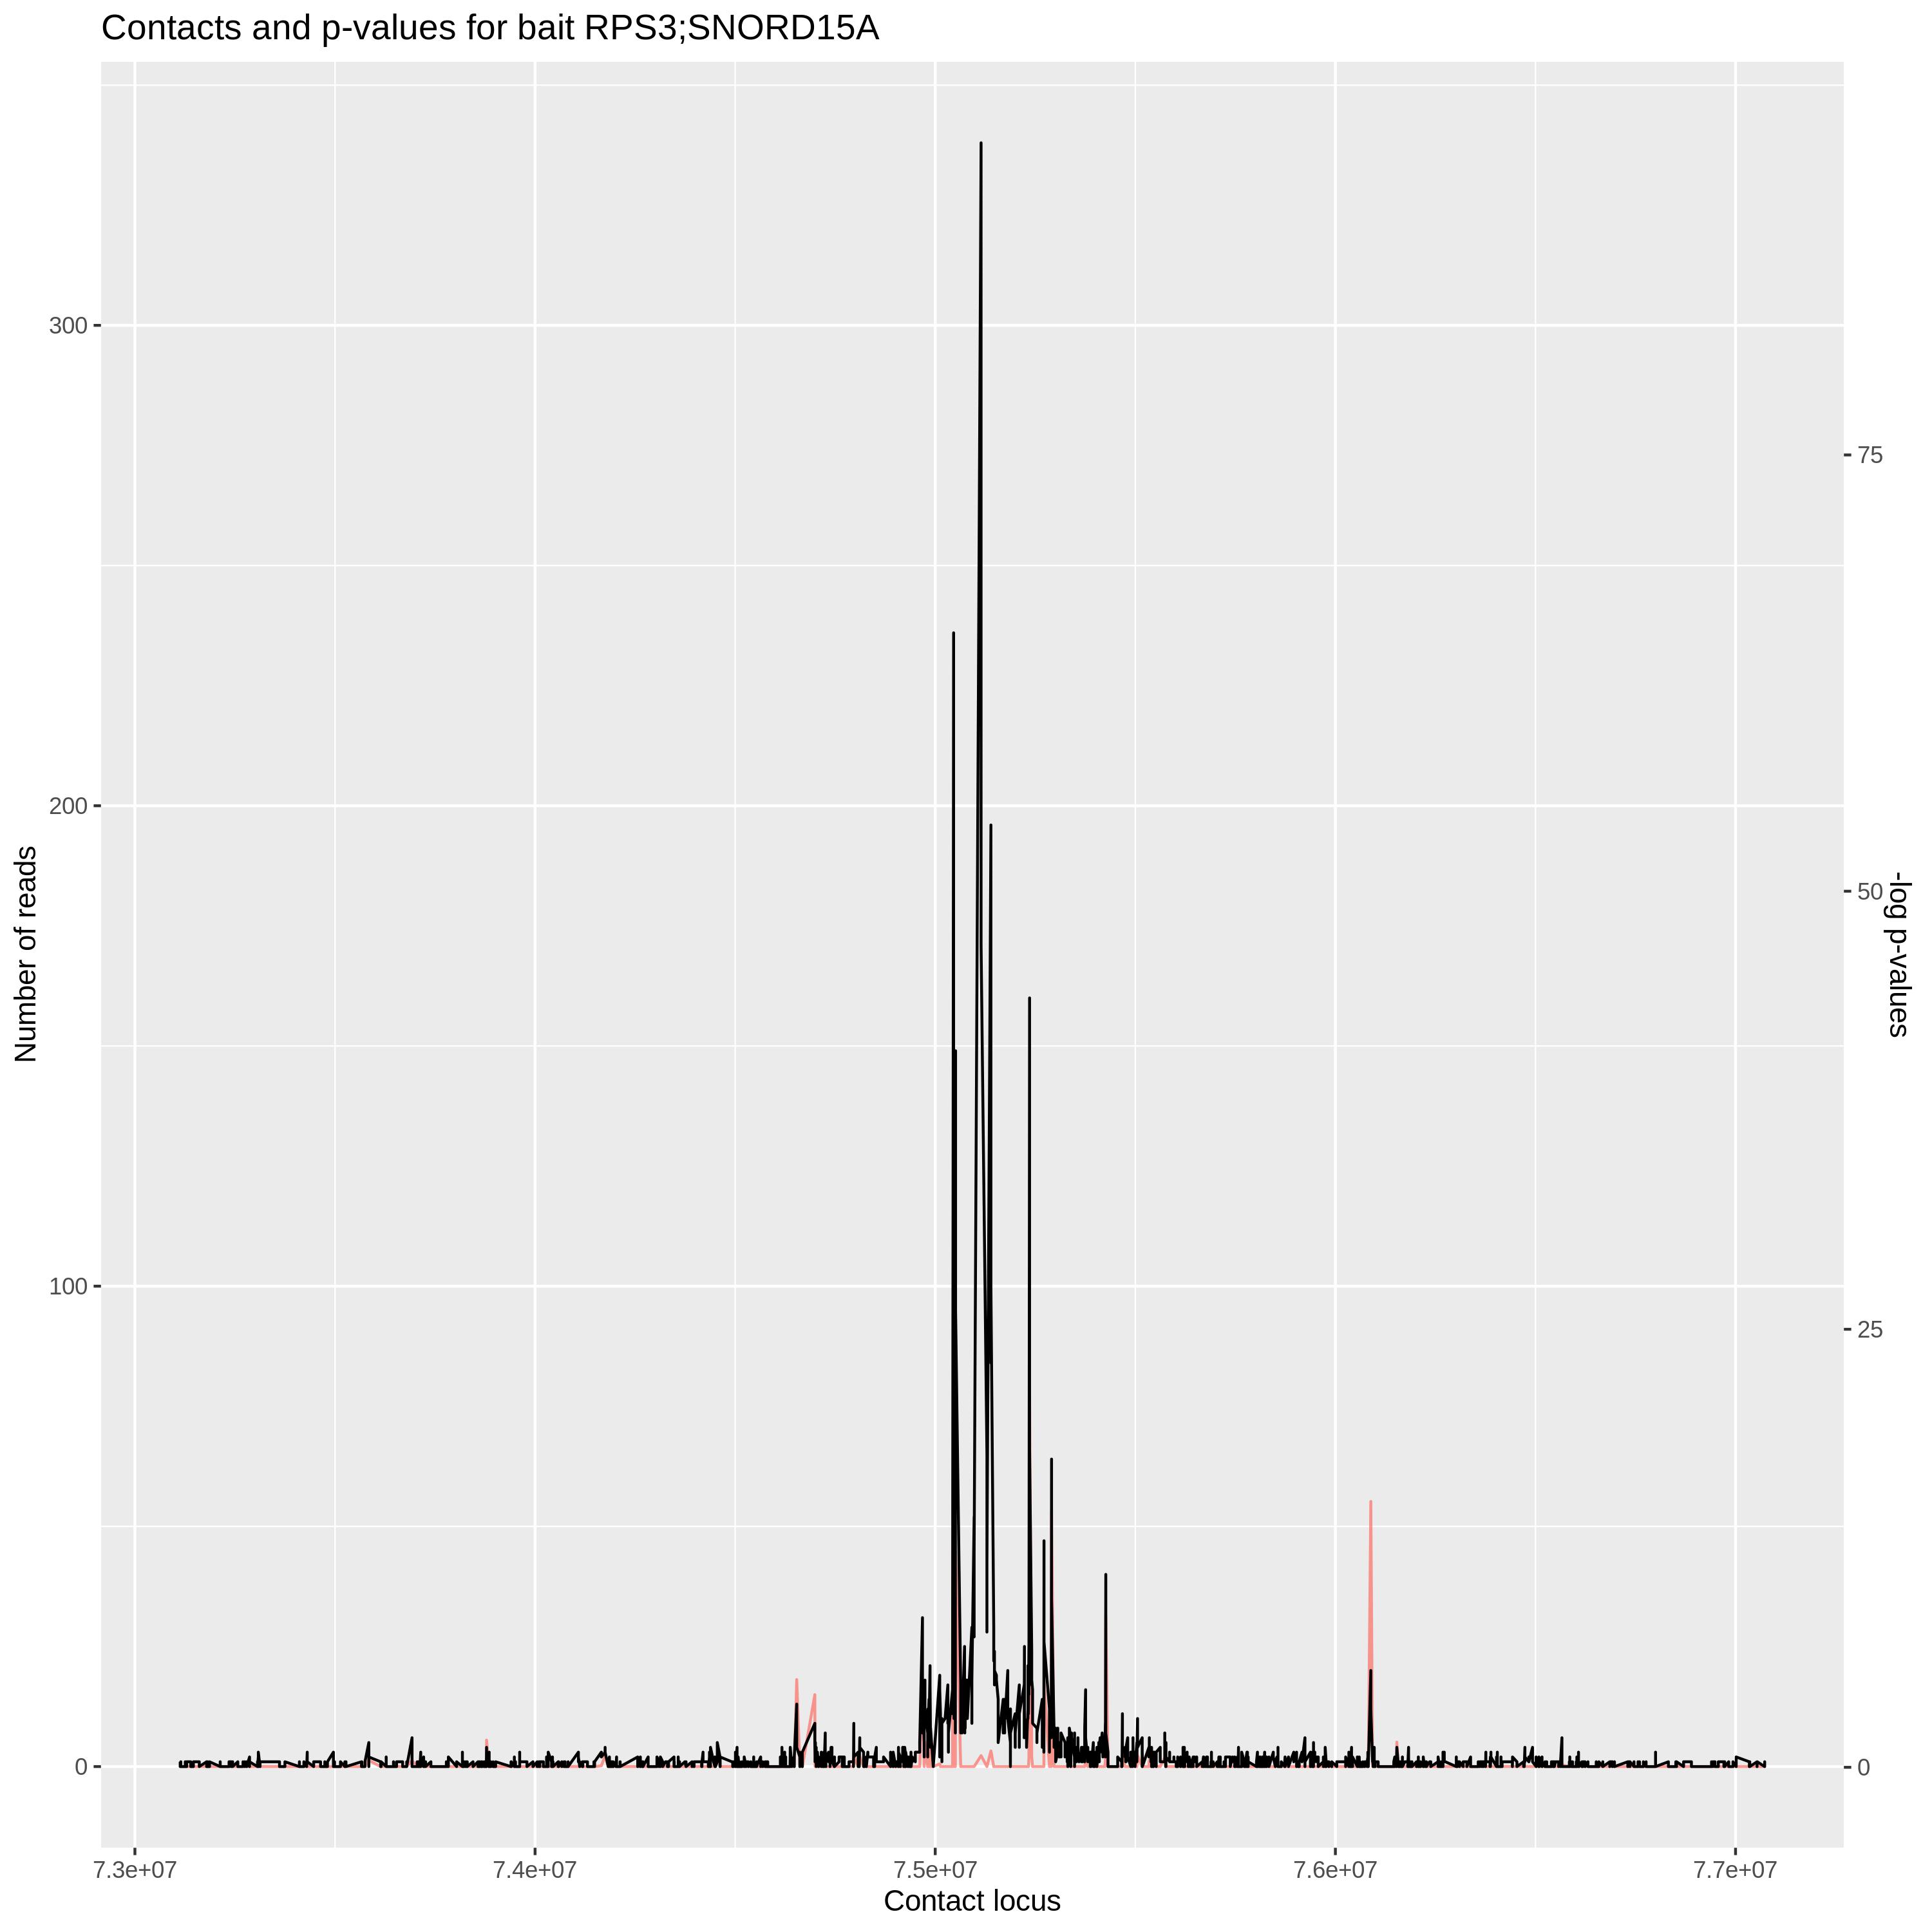 Contacts and p-values for bait RPS3;SNORD15A
300
200
100
0
Number of reads
75
50
25
0
-log p-values
7.3e+07
7.4e+07
7.5e+07
7.6e+07
7.7e+07
Contact locus